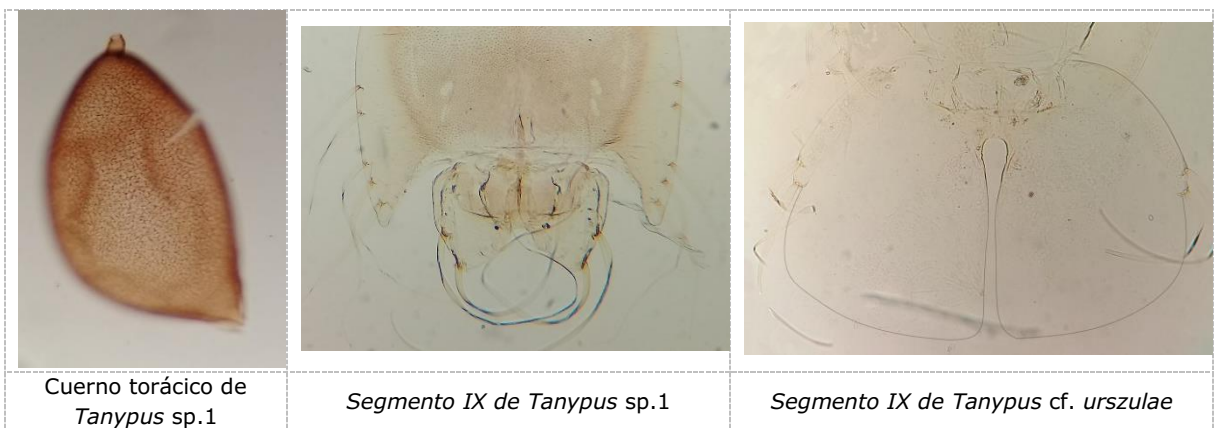 Cuerno torácico de
Tanypus sp.1
Segmento IX de Tanypus sp.1
Segmento IX de Tanypus cf. urszulae